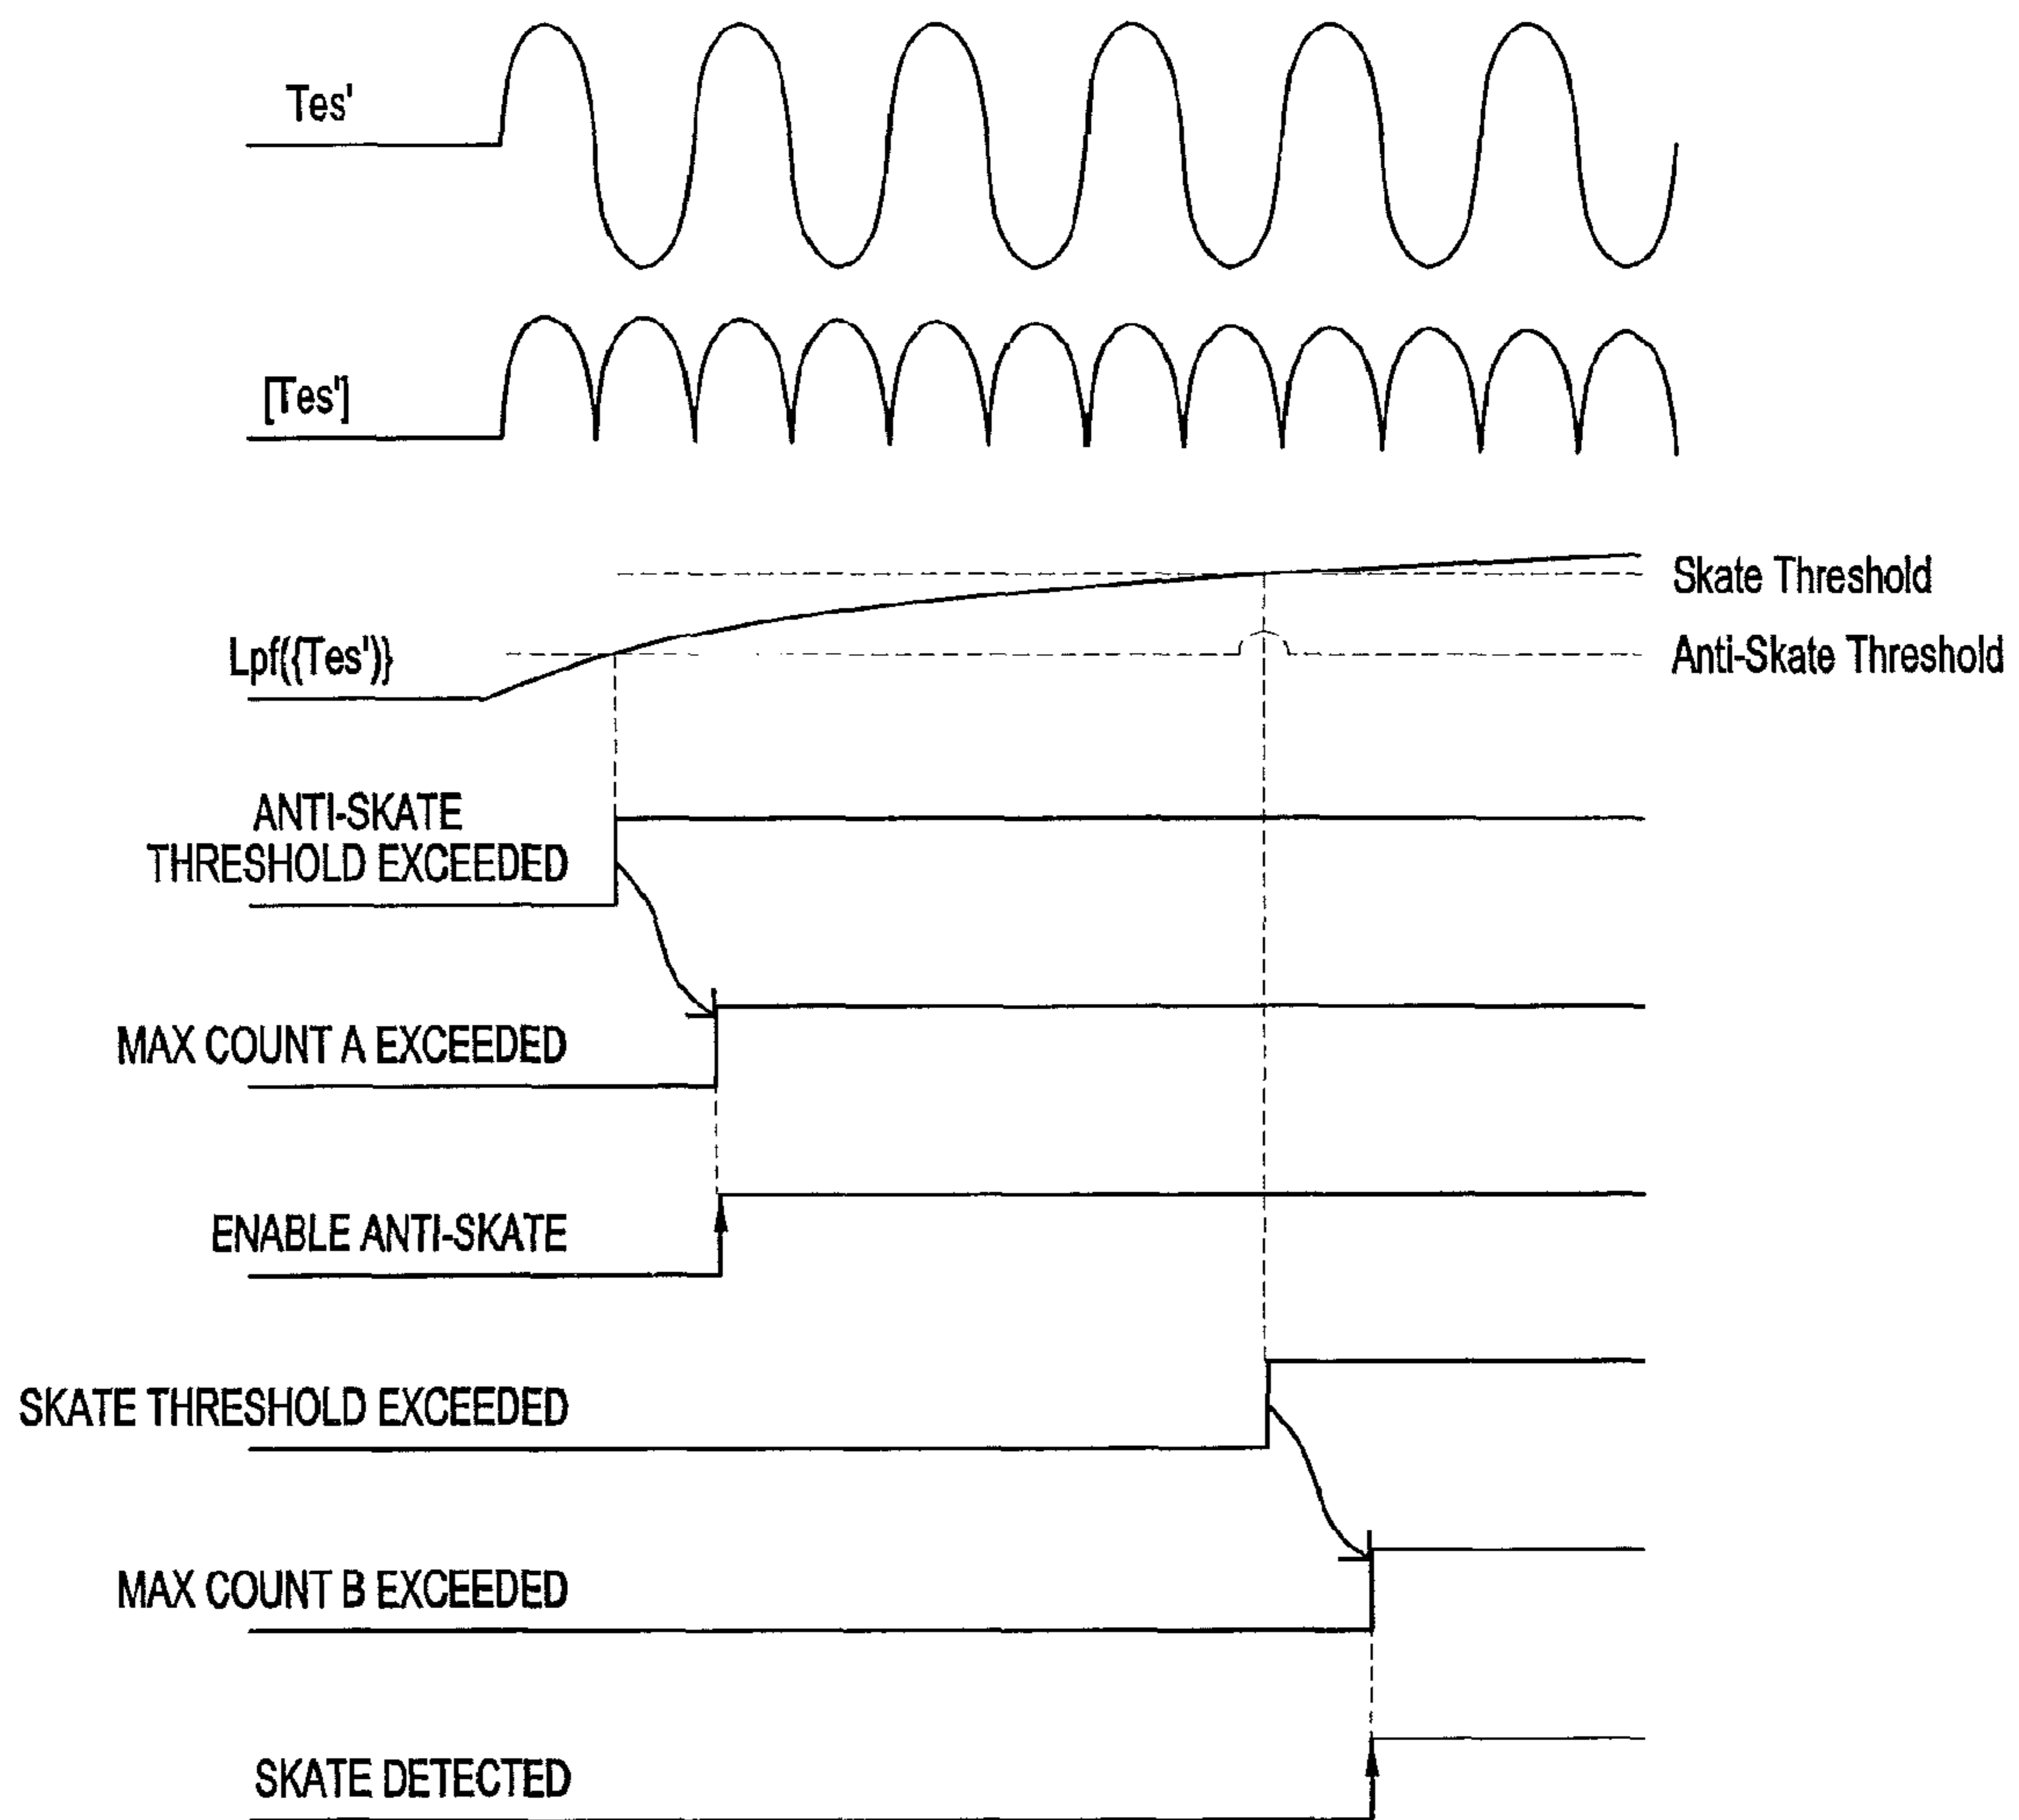 Tes'
[Tes']
Skate Threshold
Lpf({Tes')}
Anti-Skate Threshold
ANTI-SKATE
THRESHOLD EXCEEDED
MAX COUNT A EXCEEDED
ENABLE ANTI-SKATE
SKATE THRESHOLD EXCEEDED
MAX COUNT B EXCEEDED
SKATE DETECTED